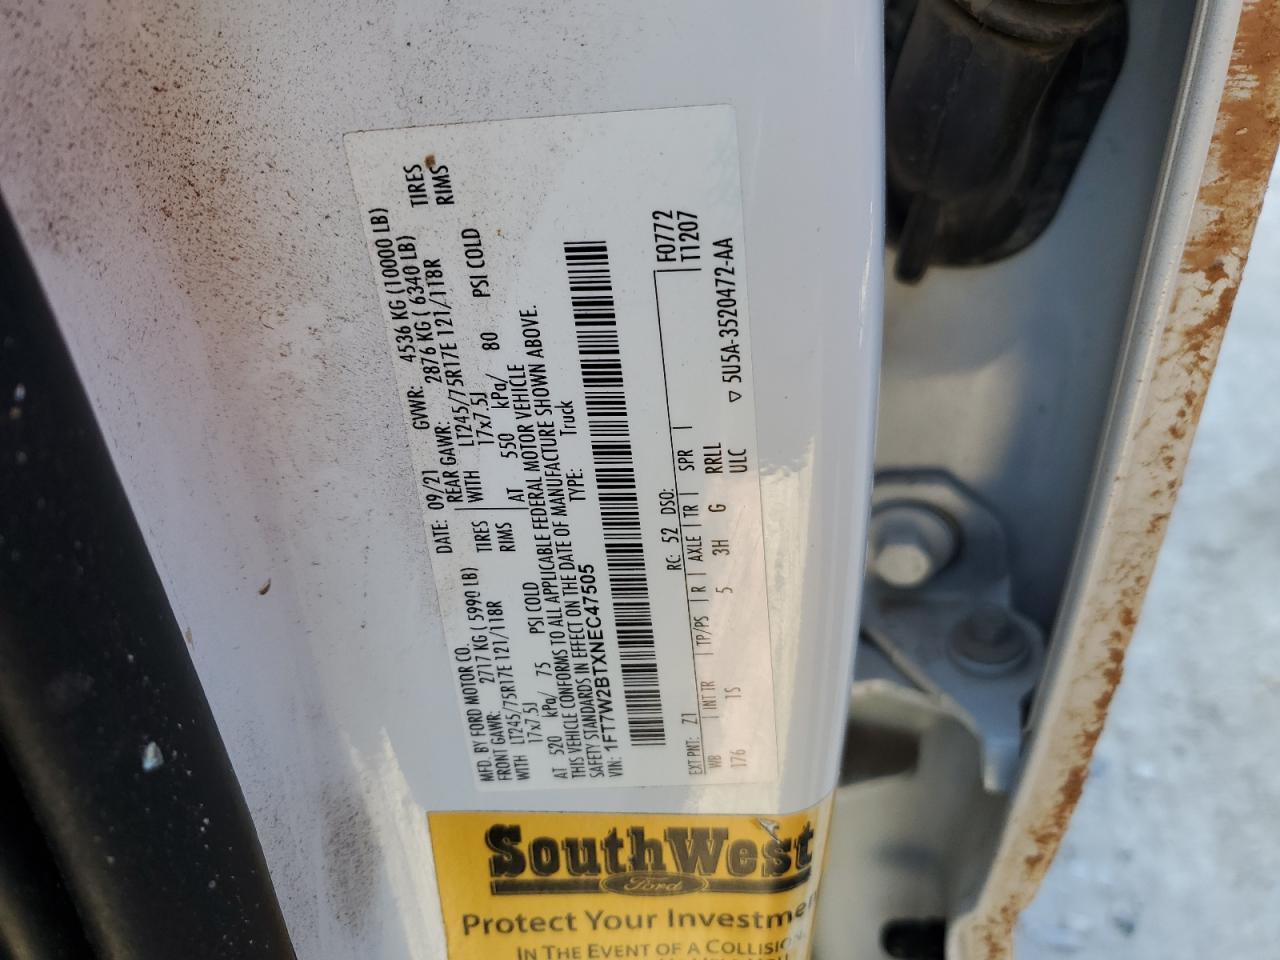 MFD. BY FORD MOTOR CO.
DATE: 09/21
GVWR: 4536 KG (10000 LB)
FRONT GAWR: 2717 KG ( 5990 LB)
REAR GAWR: 2876 KG ( 6340 LB)
WITH LT245/75R17E 121/118R TIRES
WITH LT245/75R17E 121/118R TIRES
17x7.5J RIMS
17x7.5J RIMS
AT 520 kPa/ 75 PSI COLD
AT 550 kPa/ 80 PSI COLD
THIS VEHICLE CONFORMS TO ALL APPLICABLE FEDERAL MOTOR VEHICLE
SAFETY STANDARDS IN EFFECT ON THE DATE OF MANUFACTURE SHOWN ABOVE.
VIN: 1FT7W2BTXNEC47505
TYPE: Truck
F0772
T1207
EXT PNT: Z1 RC: 52 DSO:
WB INT TR TP/PS R AXLE TR SPR
176 1S 5 3H G RRLL
ULC
▽ 5U5A-3520472-AA
SouthWest
Ford
Protect Your Investment
IN THE EVENT OF A COLLISION